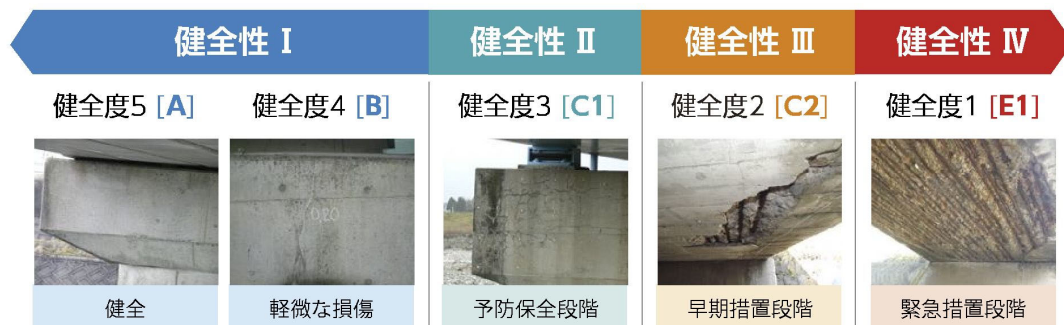 健全性 Ⅰ
健全性 Ⅱ
健全性 Ⅲ
健全性 Ⅳ
健全度5 [A]
健全度4 [B]
健全度3 [C1]
健全度2 [C2]
健全度1 [E1]
0.20
健全
軽微な損傷
予防保全段階
早期措置段階
緊急措置段階